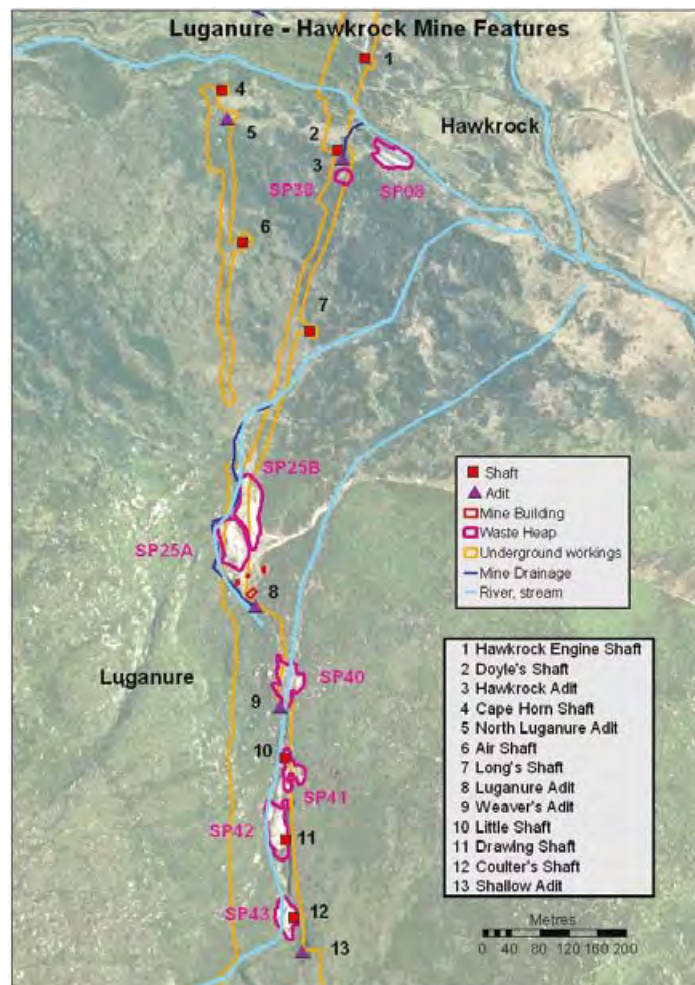 Luganure - Hawkrock Mine Features
1
4
Hawkrock
5
2
3
SP38
SP08
6
7
SP25B
SP25A
8
Luganure
SP40
9
10
SP41
SP42
11
SP43
12
13
Shaft
Adit
Mine Building
Waste Heap
Underground workings
Mine Drainage
River, stream
1 Hawkrock Engine Shaft
2 Doyle's Shaft
3 Hawkrock Adit
4 Cape Horn Shaft
5 North Luganure Adit
6 Air Shaft
7 Long's Shaft
8 Luganure Adit
9 Weaver's Adit
10 Little Shaft
11 Drawing Shaft
12 Coulter's Shaft
13 Shallow Adit
Metres
0 20 40 80 120 160 200